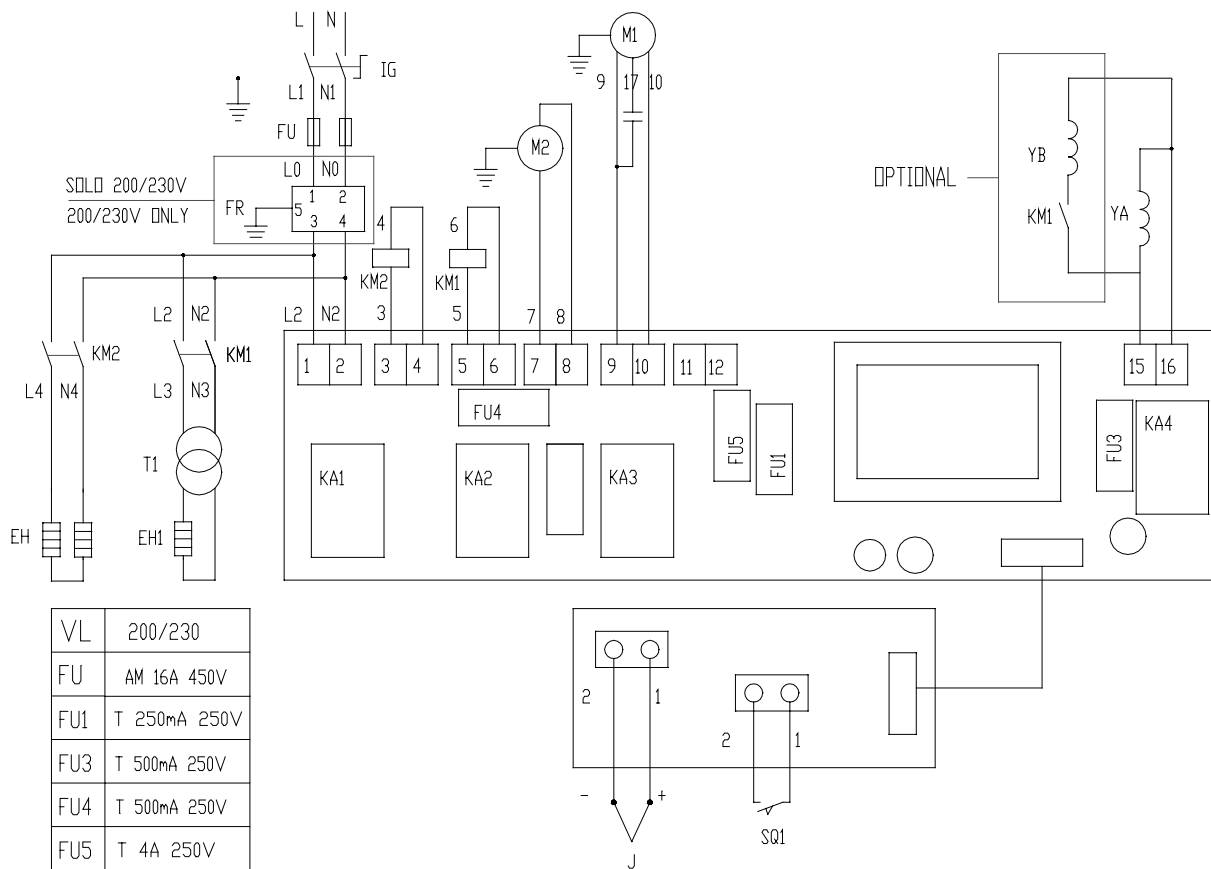 L N
IG
L1 N1
FU
L0 N0
SOLO 200/230V
200/230V ONLY
FR
1 2
5
3 4
M1
9 17 10
M2
4
KM2
3
6
KM1
5
7 8
OPTIONAL
YB
KM1
YA
L2 N2
L2 N2
KM2
KM1
L4 N4
L3 N3
T1
EH
EH1
1 2 3 4 5 6 7 8 9 10 11 12 15 16
FU4
KA1
KA2
KA3
FU5
FU1
FU3
KA4
2 1
2 1
- +
J
SQ1
VL 200/230
FU AM 16A 450V
FU1 T 250mA 250V
FU3 T 500mA 250V
FU4 T 500mA 250V
FU5 T 4A 250V